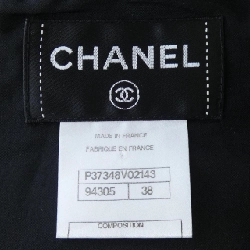 CHANEL
MADE IN FRANCE
FABRIQUE EN FRANCE
P37348V02143
94305 38
COMPOSITION